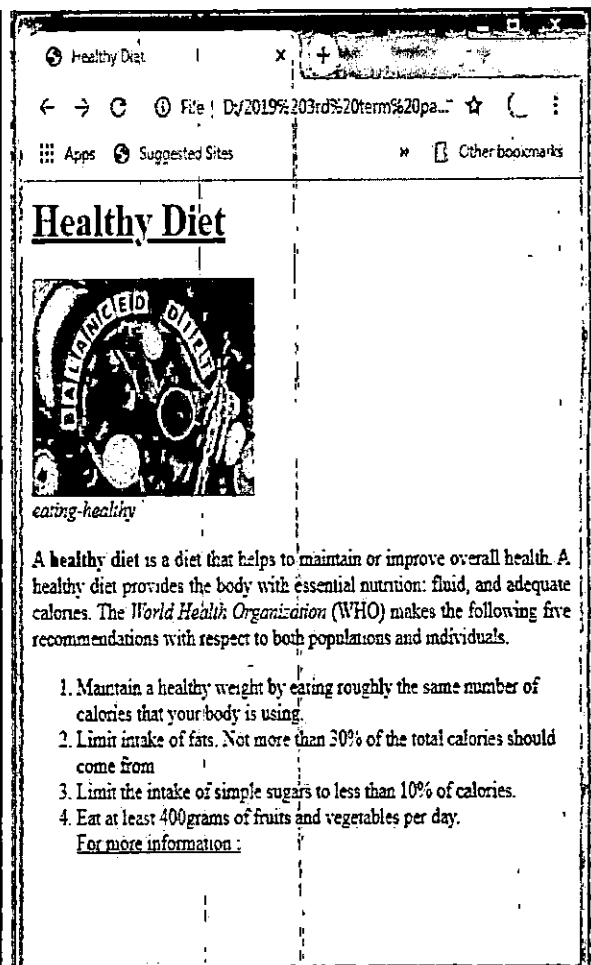 Healthy Diet
File | D:/2019%203rd%20term%20pa...
Apps Suggested Sites » Other bookmarks
Healthy Diet
BALANCED DIET
eating-healthy
A healthy diet is a diet that helps to maintain or improve overall health. A
healthy diet provides the body with essential nutrition: fluid, and adequate
calories. The World Health Organization (WHO) makes the following five
recommendations with respect to both populations and individuals.
1. Maintain a healthy weight by eating roughly the same number of
calories that your body is using.
2. Limit intake of fats. Not more than 30% of the total calories should
come from
3. Limit the intake of simple sugars to less than 10% of calories.
4. Eat at least 400grams of fruits and vegetables per day.
For more information :